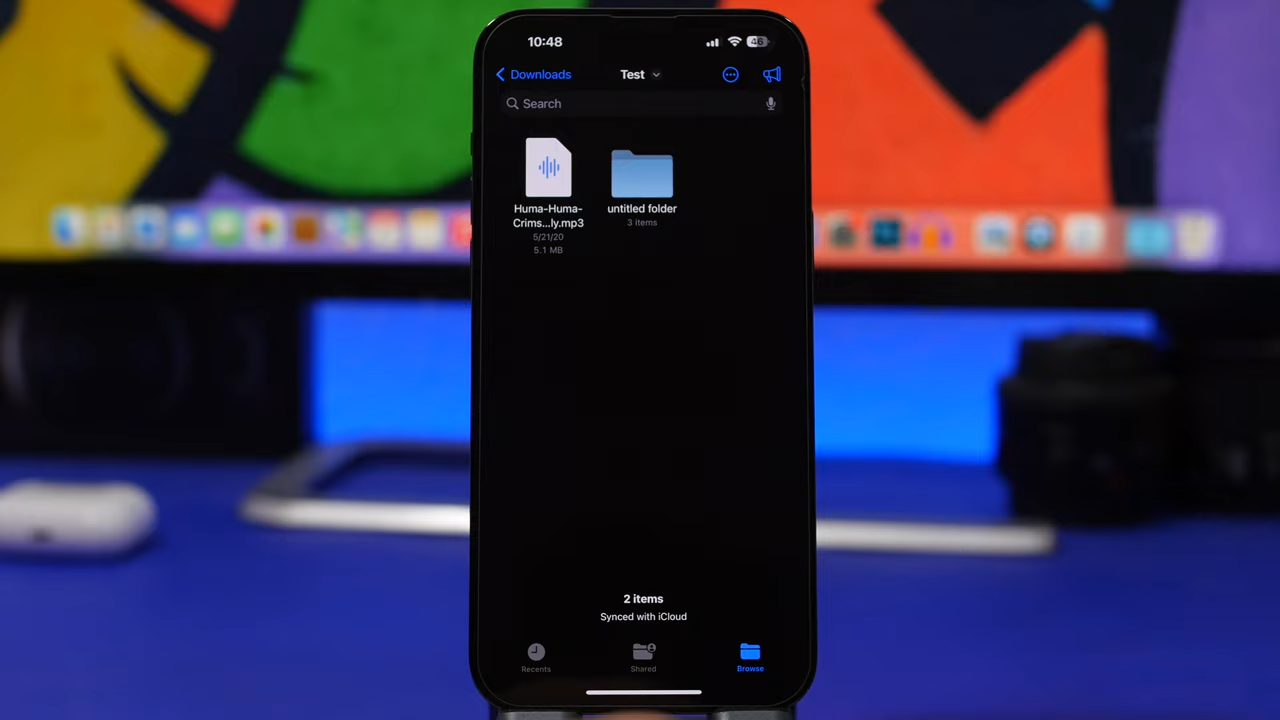 10:48
46
Downloads
Test
Search
Huma-Huma-
Crims...ly.mp3
5/21/20
5.1 MB
untitled folder
3 items
2 items
Synced with iCloud
Recents
Shared
Browse